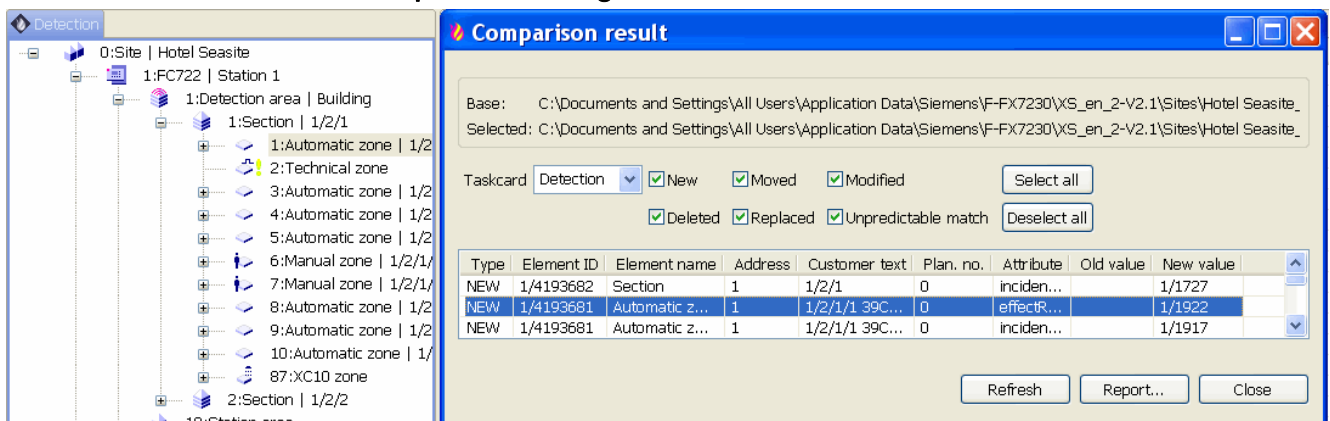 Detection
0:Site | Hotel Seasite
1:FC722 | Station 1
1:Detection area | Building
1:Section | 1/2/1
1:Automatic zone | 1/2
2:Technical zone
3:Automatic zone | 1/2
4:Automatic zone | 1/2
5:Automatic zone | 1/2
6:Manual zone | 1/2/1/
7:Manual zone | 1/2/1/
8:Automatic zone | 1/2
9:Automatic zone | 1/2
10:Automatic zone | 1/
87:XC10 zone
2:Section | 1/2/2
Comparison result
Base: C:\Documents and Settings\All Users\Application Data\Siemens\F-FX7230\XS_en_2-V2.1\Sites\Hotel Seasite_
Selected: C:\Documents and Settings\All Users\Application Data\Siemens\F-FX7230\XS_en_2-V2.1\Sites\Hotel Seasite_
Taskcard Detection New Moved Modified Select all
Deleted Replaced Unpredictable match Deselect all
Type Element ID Element name Address Customer text Plan. no. Attribute Old value New value
NEW 1/4193682 Section 1 1/2/1 0 inciden... 1/1727
NEW 1/4193681 Automatic z... 1 1/2/1/1 39C... 0 effectR... 1/1922
NEW 1/4193681 Automatic z... 1 1/2/1/1 39C... 0 inciden... 1/1917
Refresh Report... Close